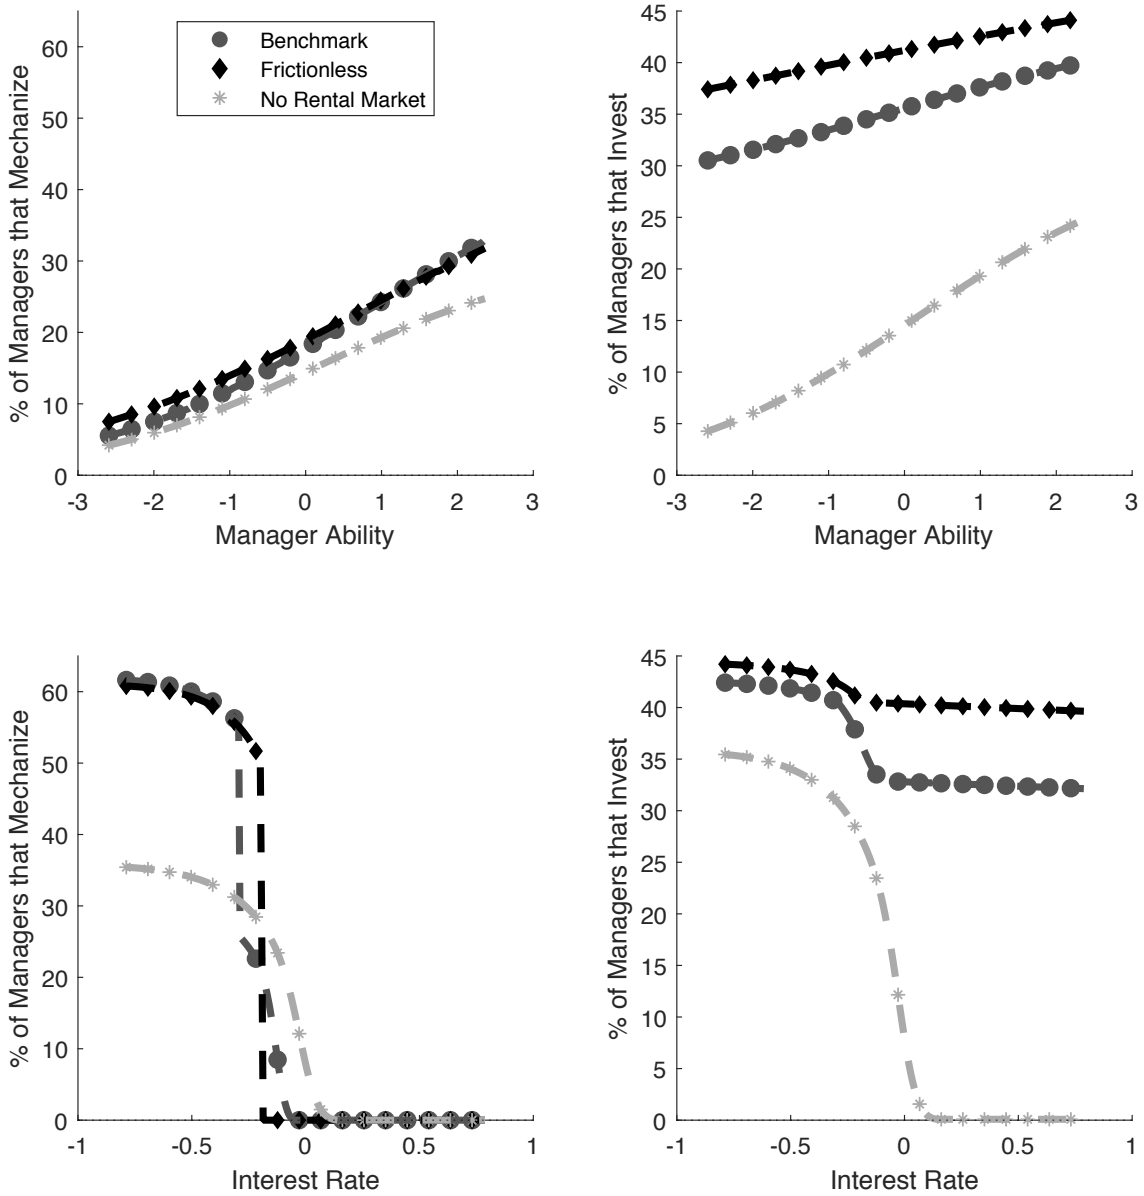 Benchmark
Frictionless
No Rental Market
% of Managers that Mechanize
60
50
40
30
20
10
0
-3 -2 -1 0 1 2 3
Manager Ability
% of Managers that Invest
45
40
35
30
25
20
15
10
5
0
-3 -2 -1 0 1 2 3
Manager Ability
% of Managers that Mechanize
60
50
40
30
20
10
0
-1 -0.5 0 0.5 1
Interest Rate
% of Managers that Invest
45
40
35
30
25
20
15
10
5
0
-1 -0.5 0 0.5 1
Interest Rate